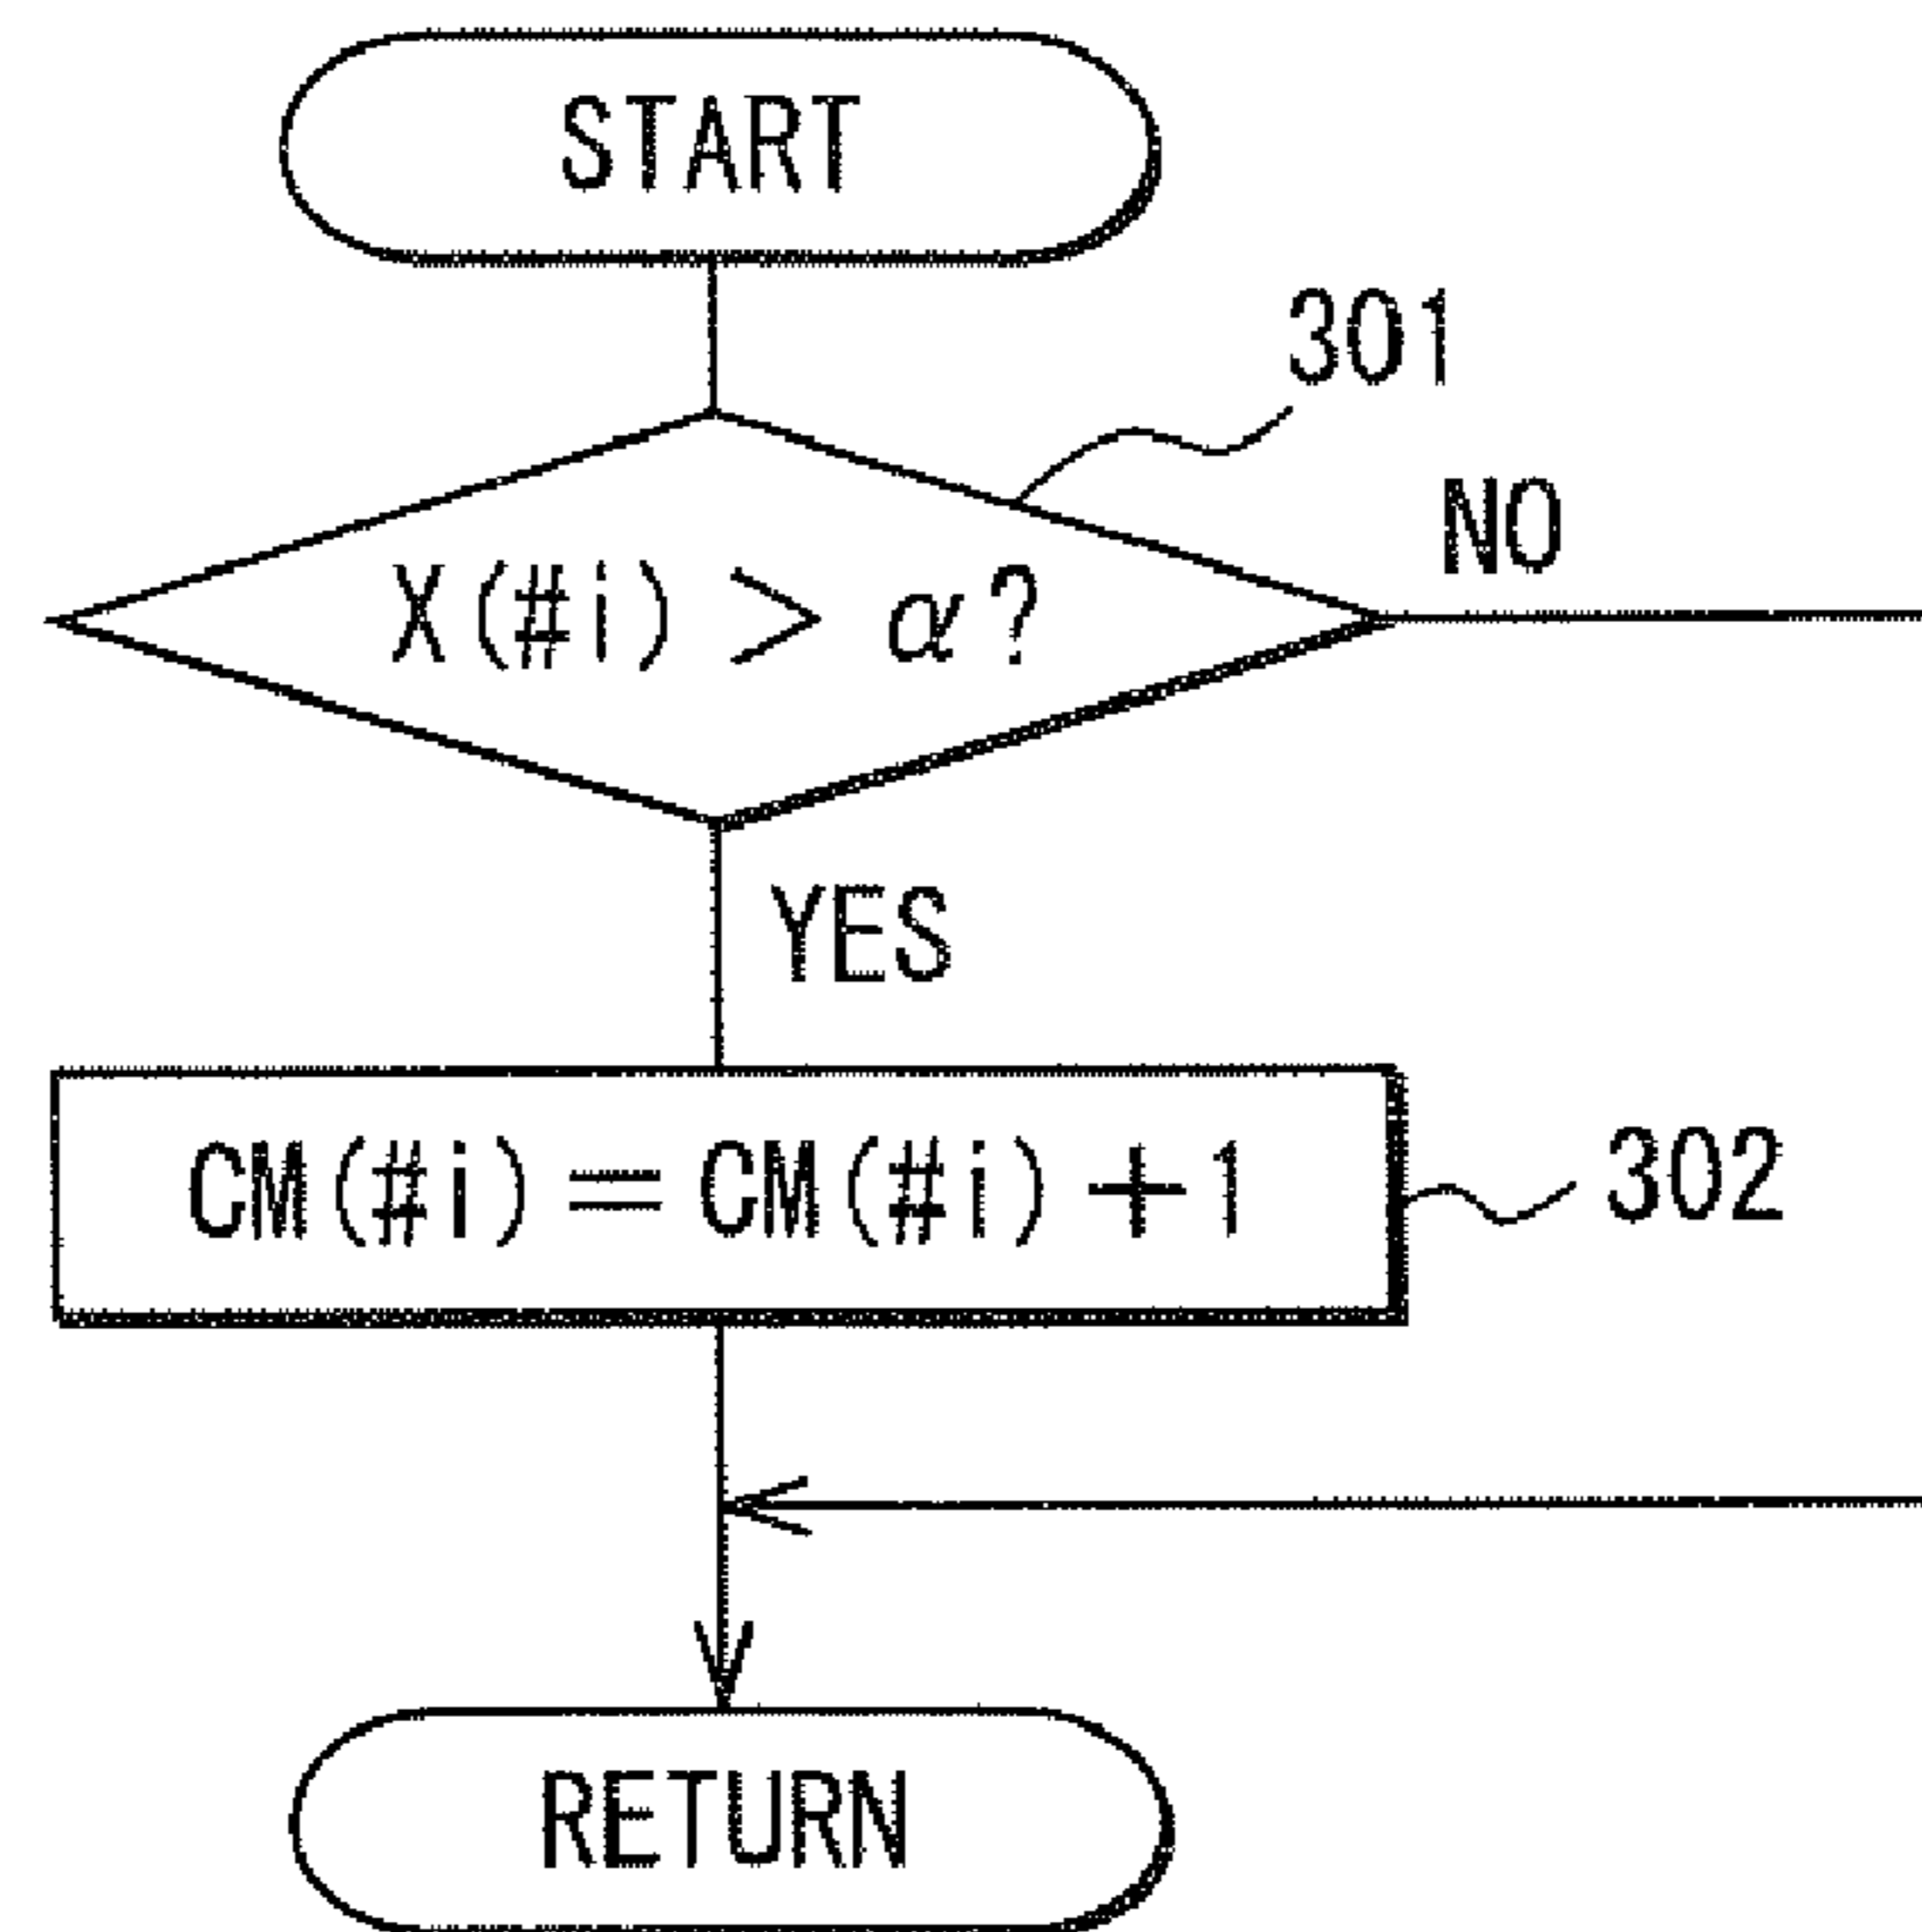 START
301
NO
X(#i) > α?
YES
CM(#i) = CM(#i) + 1
302
RETURN